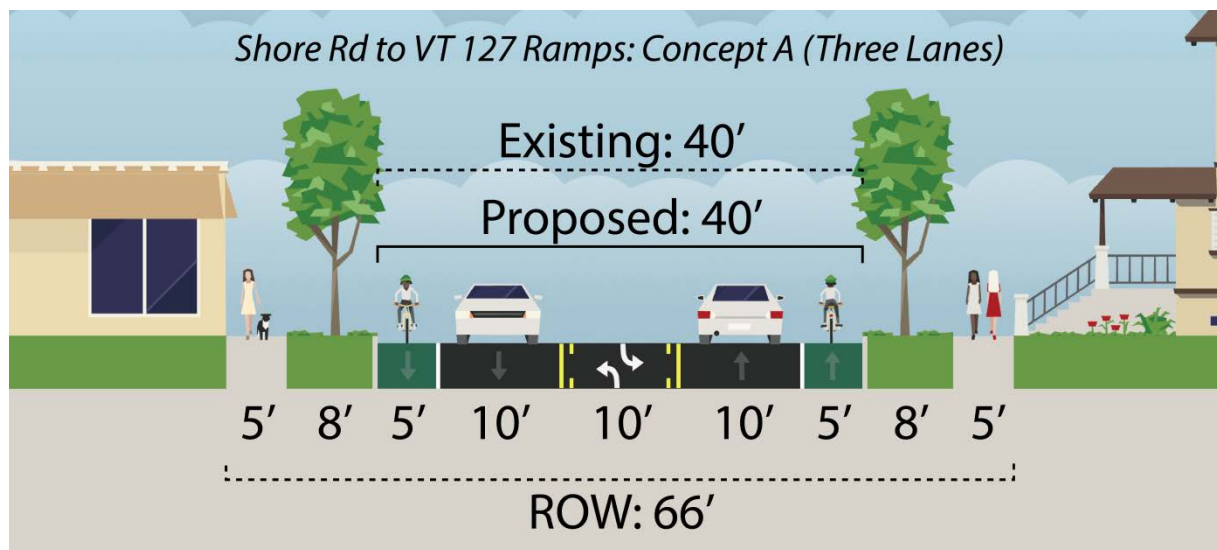 Shore Rd to VT 127 Ramps: Concept A (Three Lanes)
Existing: 40’
Proposed: 40’
5’ 8’ 5’ 10’ 10’ 10’ 5’ 8’ 5’
ROW: 66’